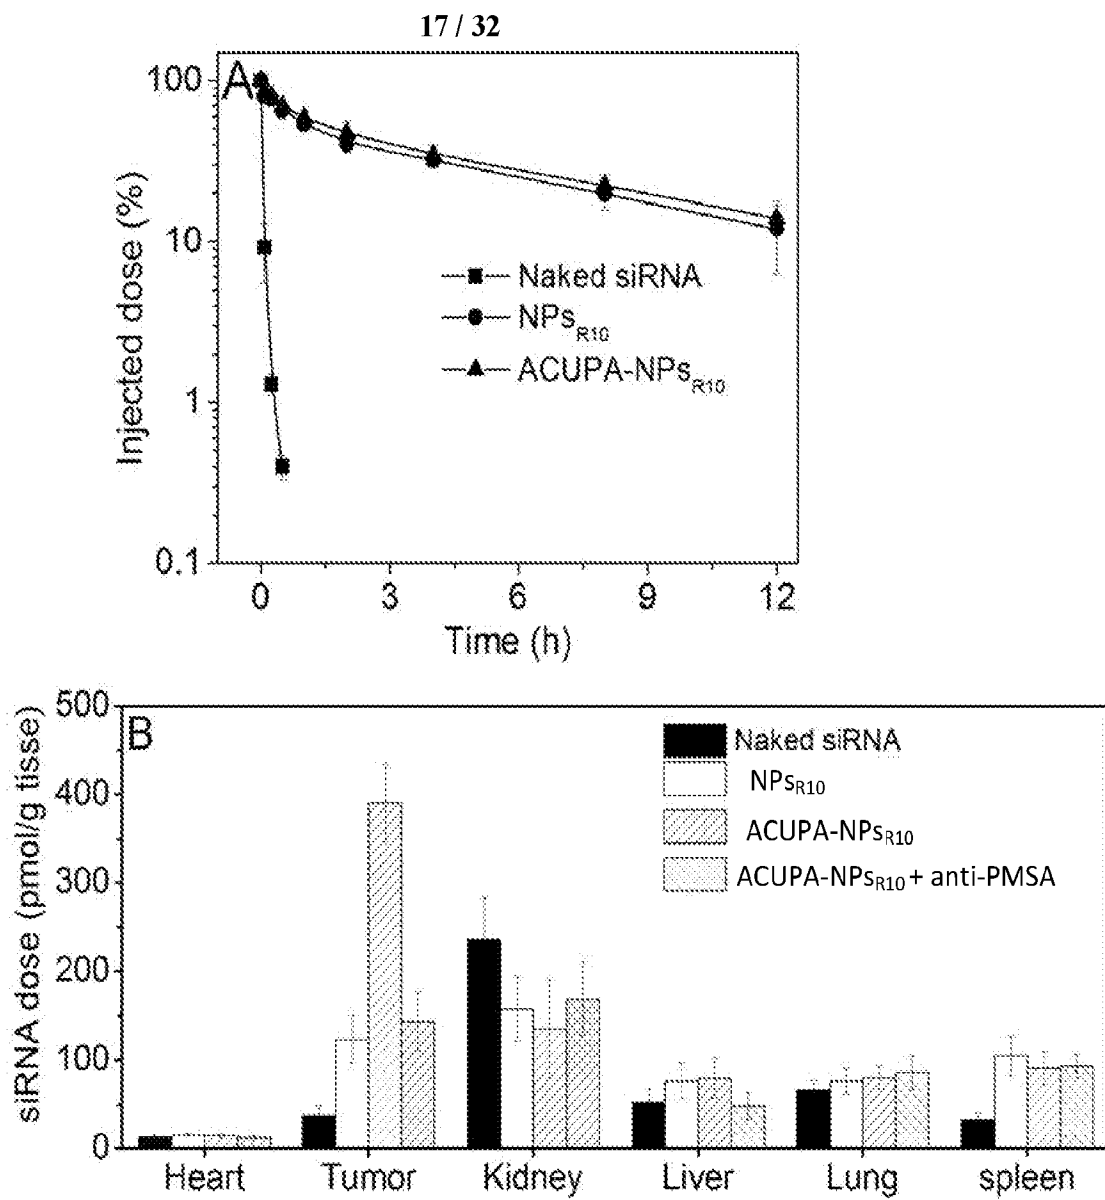 17 / 32
A
100
10
1
0.1
Injected dose (%)
Naked siRNA
NPsR10
ACUPA-NPsR10
0 3 6 9 12
Time (h)
B
500
400
300
200
100
0
siRNA dose (pmol/g tisse)
Naked siRNA
NPsR10
ACUPA-NPsR10
ACUPA-NPsR10 + anti-PMSA
Heart Tumor Kidney Liver Lung spleen